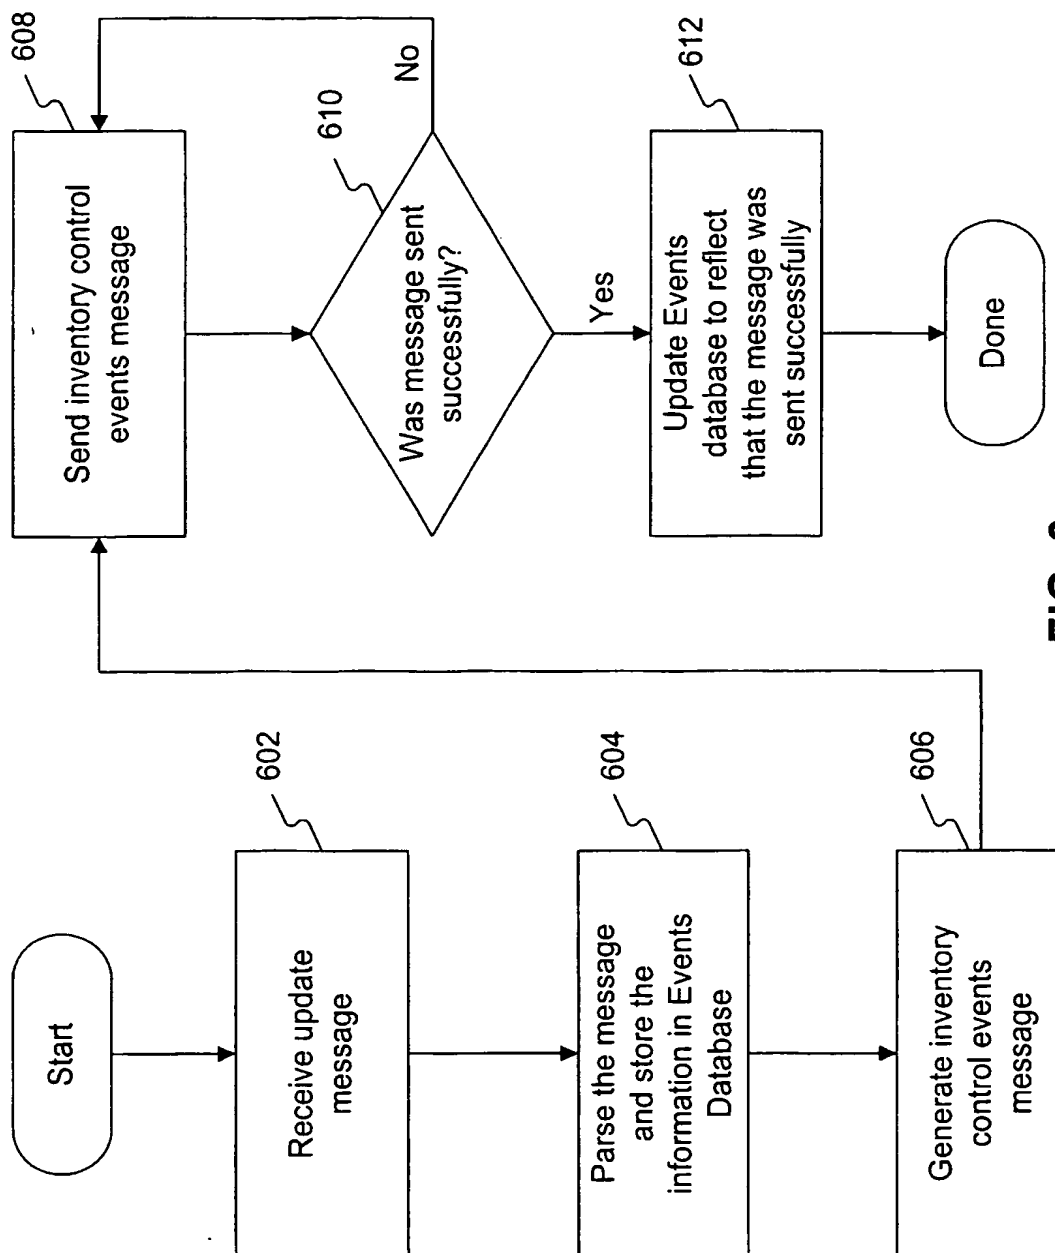 Start
602
Receive update
message
604
Parse the message
and store the
information in Events
Database
606
Generate inventory
control events
message
608
Send inventory control
events message
610
Was message sent
successfully?
No
Yes
612
Update Events
database to reflect
that the message was
sent successfully
Done